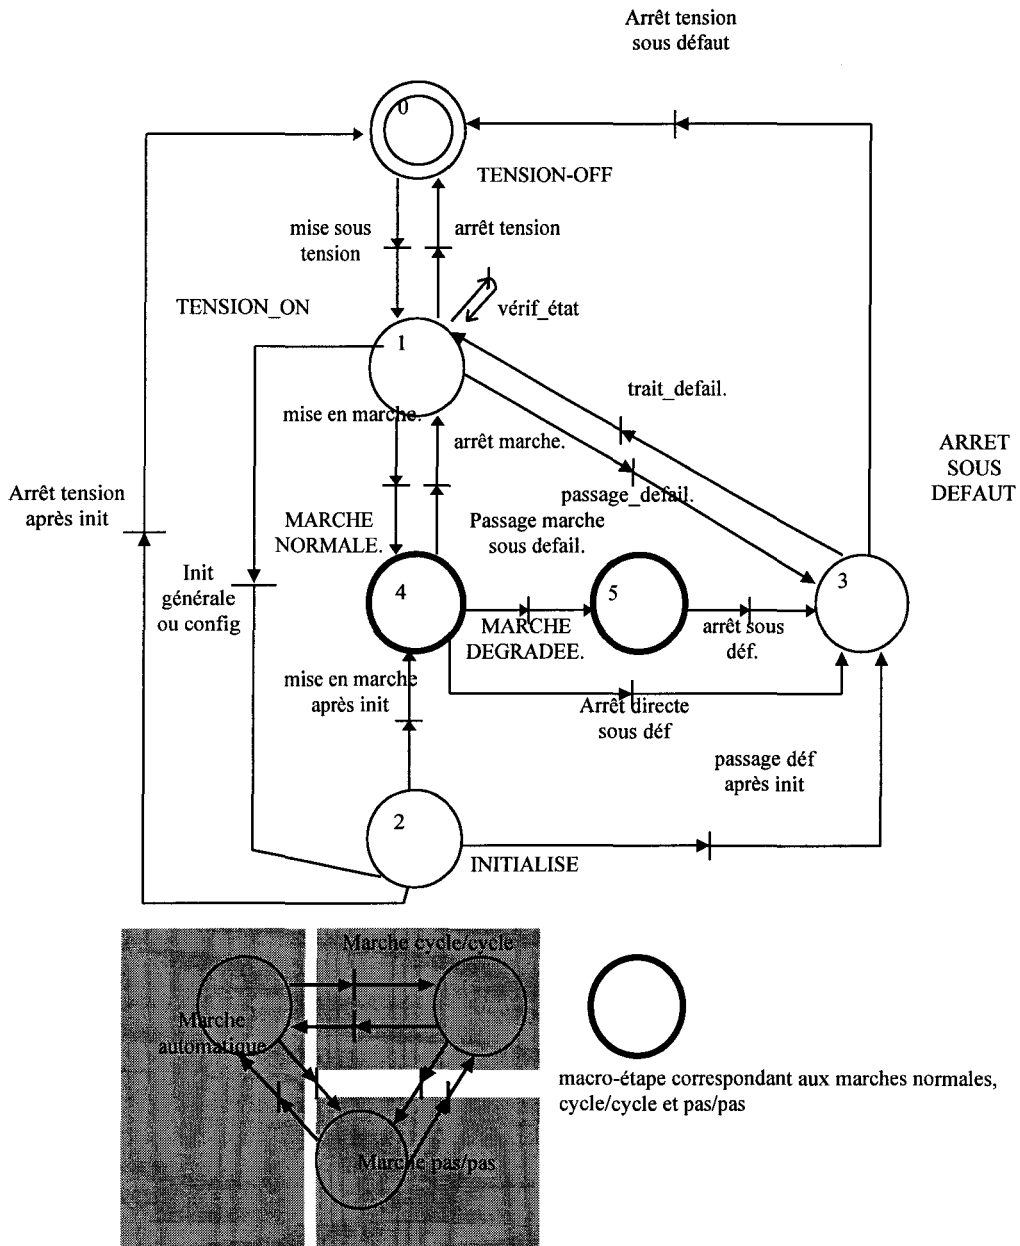 Arrêt tension
sous défaut
0
TENSION-OFF
mise sous
tension
arrêt tension
TENSION_ON
vérif_état
1
trait_defail.
mise en marche.
arrêt marche.
ARRET
SOUS
DEFAUT
passage_defail.
Arrêt tension
après init
MARCHE
NORMALE.
Passage marche
sous defail.
Init
générale
ou config
4
5
3
MARCHE
DEGRADEE.
arrêt sous
déf.
mise en marche
après init
Arrêt directe
sous déf
passage déf
après init
2
INITIALISE
Marche cycle/cycle
Marche
automatique
macro-étape correspondant aux marches normales,
cycle/cycle et pas/pas
Marche pas/pas